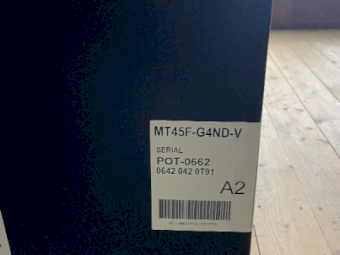 MT45F-G4ND-V
SERIAL
POT-0662
0642 042 0T91
A2